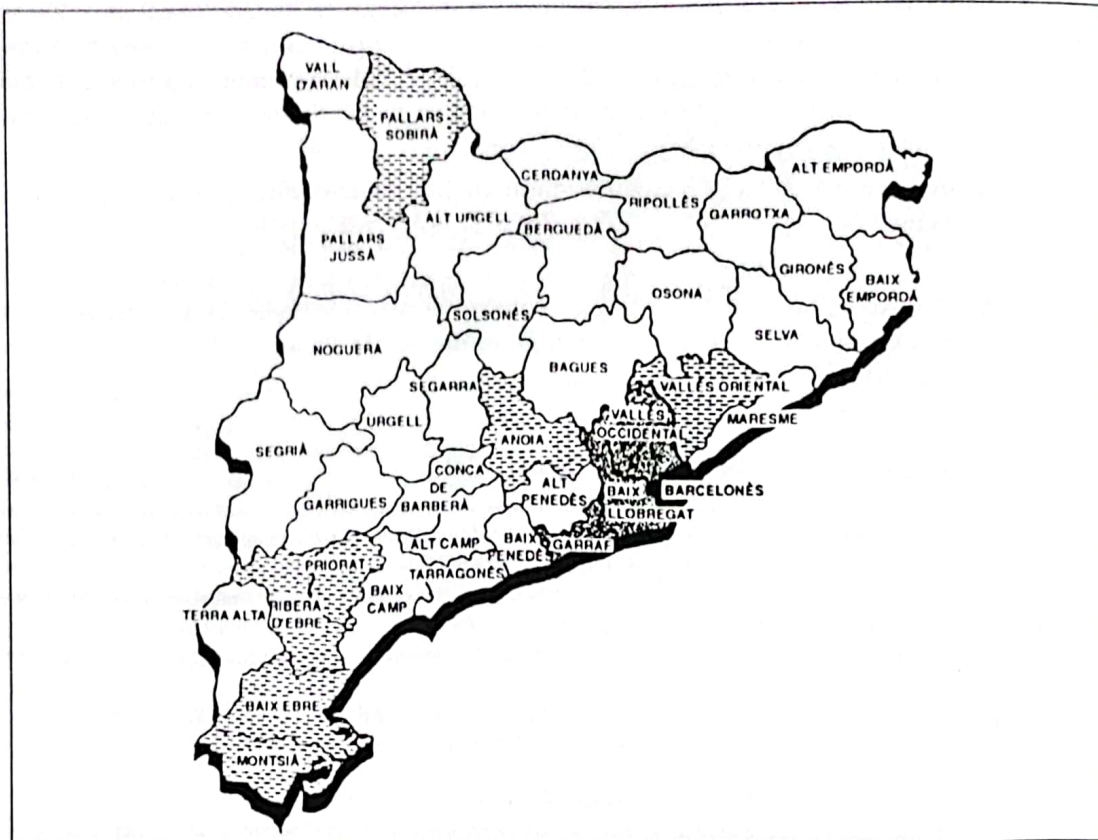 VALL
D'ARAN
PALLARS
SOBIRÀ
CERDANYA
ALT EMPORDÀ
RIPOLLÈS
GARROTXA
ALT URGELL
BERGUEDÀ
PALLARS
JUSSÀ
GIRONÈS
BAIX
EMPORDÀ
OSONA
SOLSONÈS
SELVA
NOGUERA
BAGUES
SEGARRA
VALLÈS ORIENTAL
VALLÈS
OCCIDENTAL
MARESME
URGELL
ANOIA
SEGRIÀ
CONCA
DE
BARBERÀ
ALT
PENEDÈS
BAIX
LLOBREGAT
BARCELONÈS
GARRIGUES
ALT CAMP
BAIX
PENEDÈS
GARRAF
PRIORAT
TARRAGONÈS
BAIX
CAMP
TERRA ALTA
RIBERA
D'EBRE
BAIX EBRE
MONTSIÀ